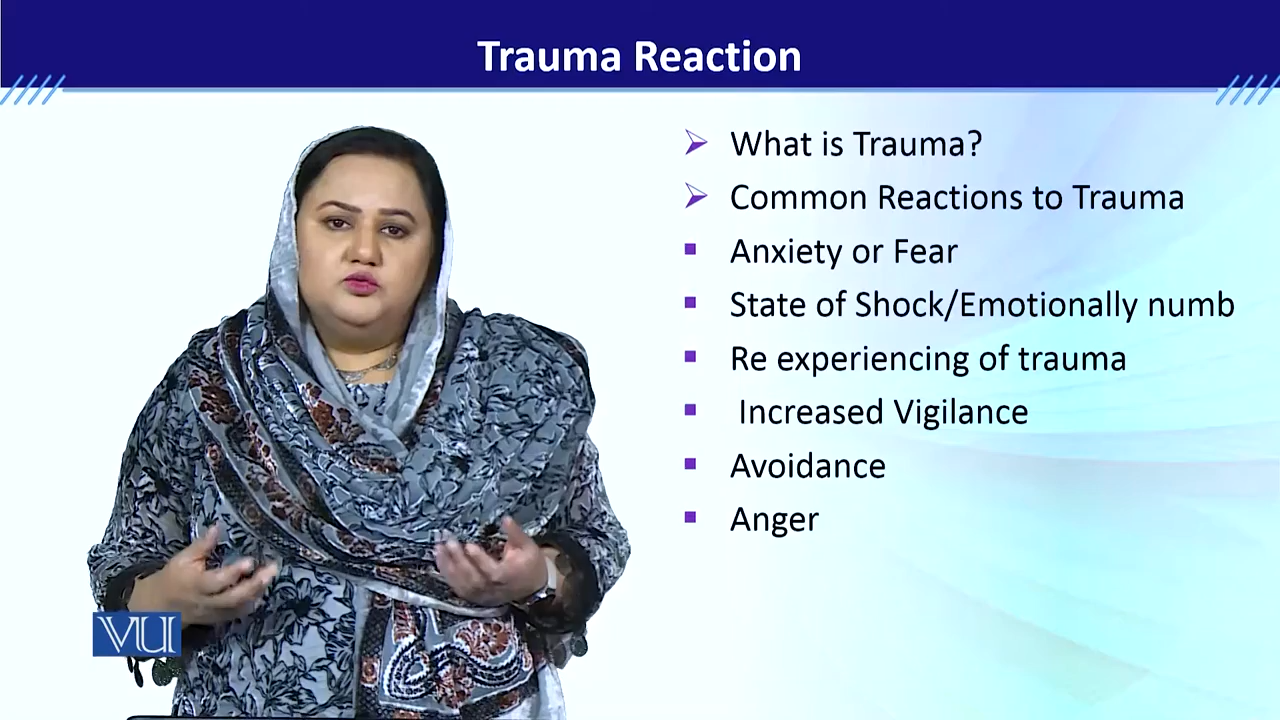 Trauma Reaction
What is Trauma?
Common Reactions to Trauma
Anxiety or Fear
State of Shock/Emotionally numb
Re experiencing of trauma
Increased Vigilance
Avoidance
Anger
VU